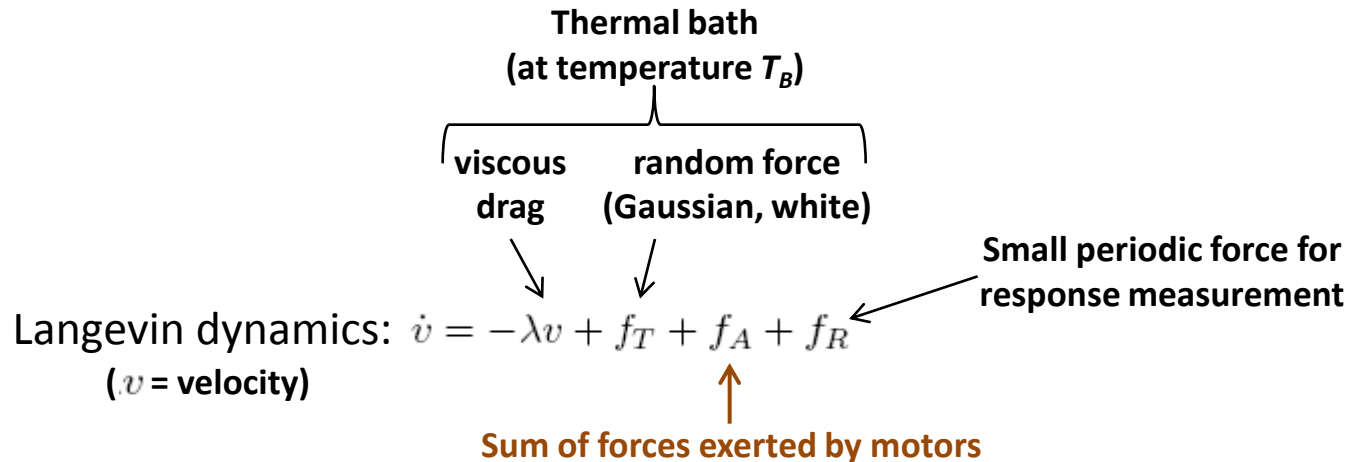 Thermal bath
(at temperature T_B)
viscous random force
drag (Gaussian, white)
Small periodic force for
response measurement
Langevin dynamics: v̇ = −λv + f_T + f_A + f_R
(v = velocity)
Sum of forces exerted by motors